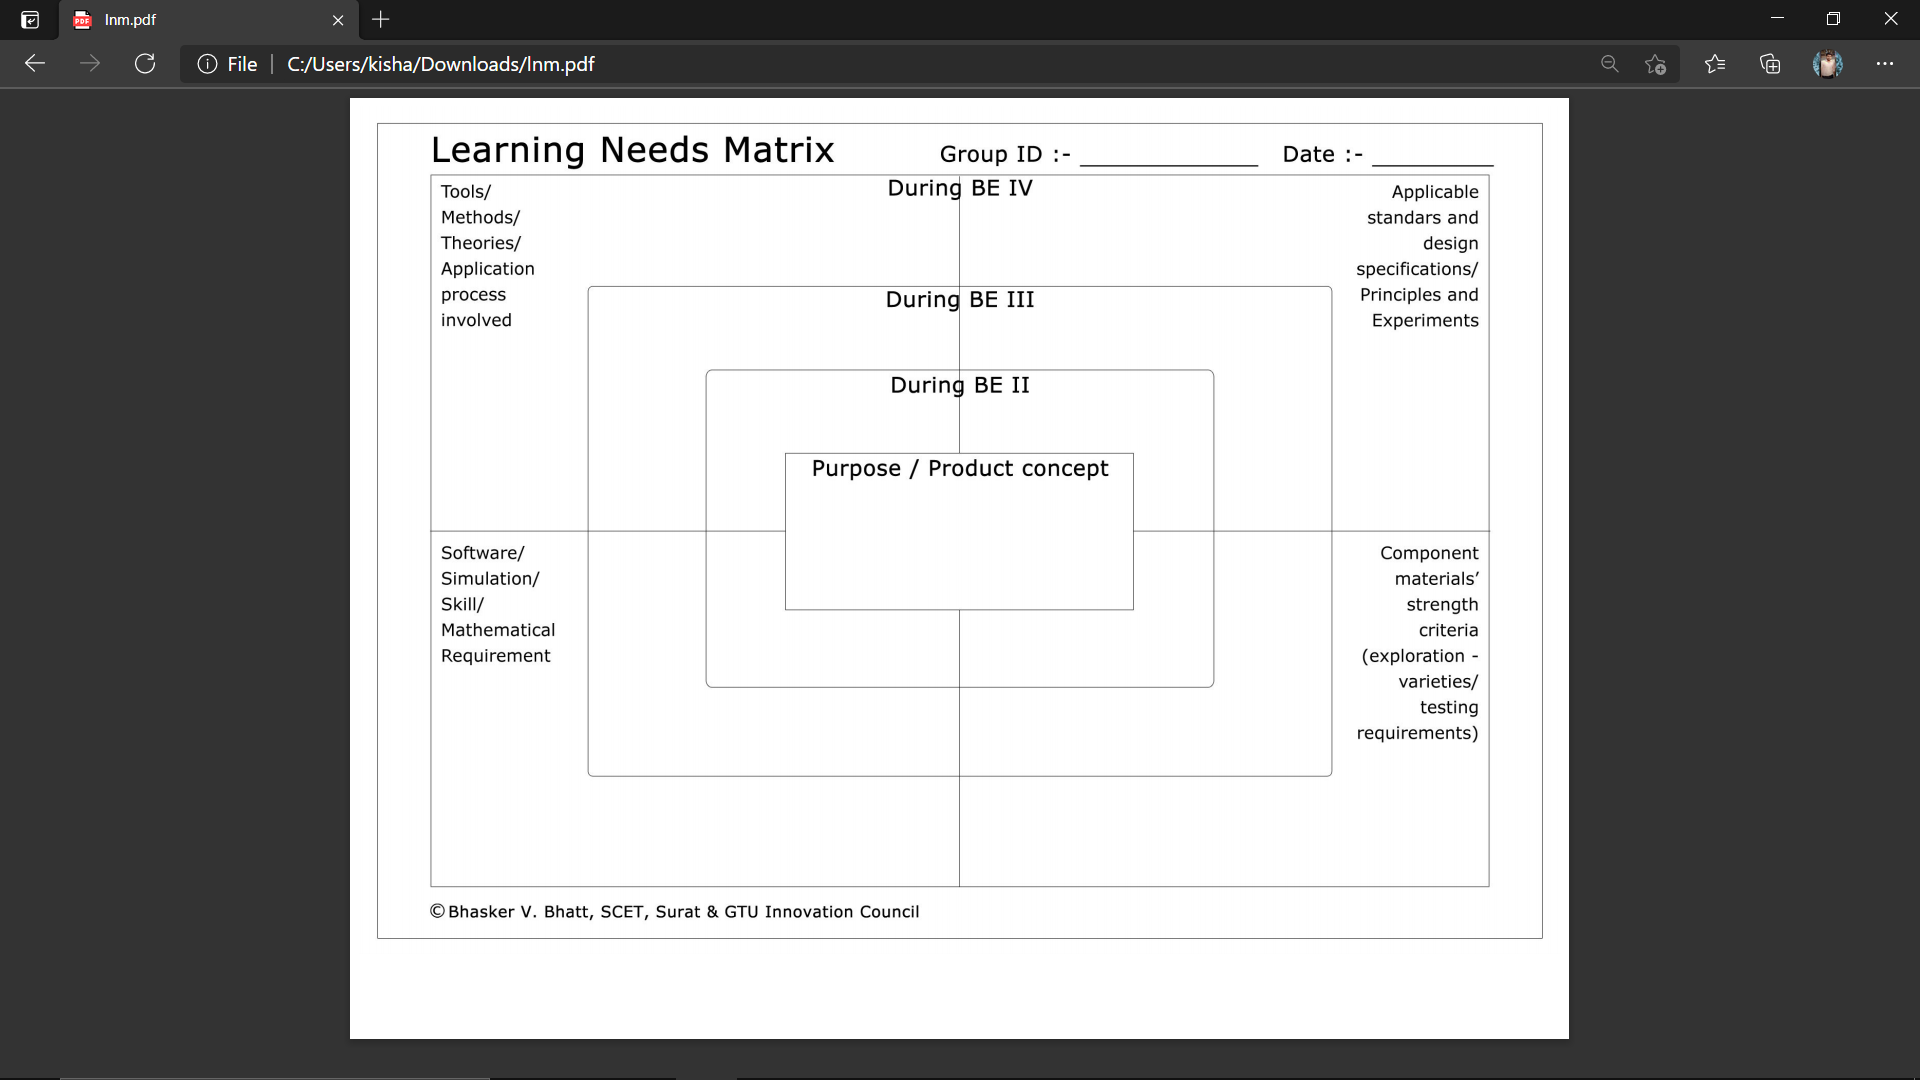 lnm.pdf
File
C:/Users/kisha/Downloads/lnm.pdf
Learning Needs Matrix
Group ID :- _______________
Date :- __________
During BE IV
Tools/
Methods/
Theories/
Application
process
involved
Applicable
standars and
design
specifications/
Principles and
Experiments
During BE III
During BE II
Purpose / Product concept
Software/
Simulation/
Skill/
Mathematical
Requirement
Component
materials’
strength
criteria
(exploration -
varieties/
testing
requirements)
©Bhasker V. Bhatt, SCET, Surat & GTU Innovation Council